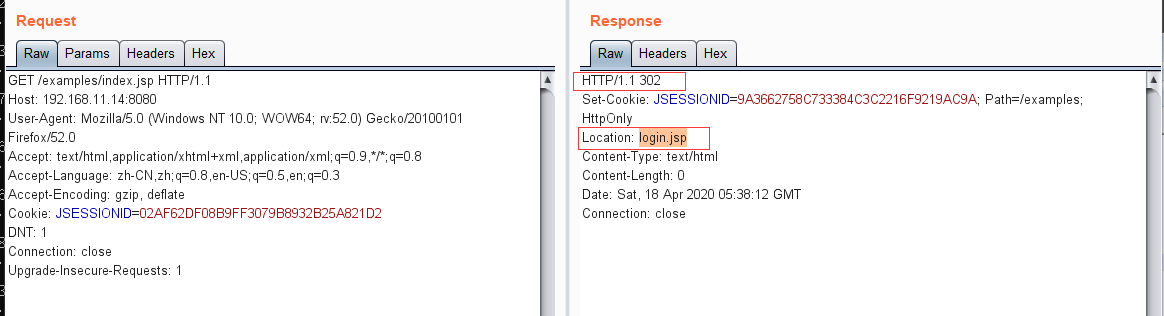 Request
Raw Params Headers Hex
GET /examples/index.jsp HTTP/1.1
Host: 192.168.11.14:8080
User-Agent: Mozilla/5.0 (Windows NT 10.0; WOW64; rv:52.0) Gecko/20100101
Firefox/52.0
Accept: text/html,application/xhtml+xml,application/xml;q=0.9,*/*;q=0.8
Accept-Language: zh-CN,zh;q=0.8,en-US;q=0.5,en;q=0.3
Accept-Encoding: gzip, deflate
Cookie: JSESSIONID=02AF62DF08B9FF3079B8932B25A821D2
DNT: 1
Connection: close
Upgrade-Insecure-Requests: 1
Response
Raw Headers Hex
HTTP/1.1 302
Set-Cookie: JSESSIONID=9A3662758C733384C3C2216F9219AC9A; Path=/examples;
HttpOnly
Location: login.jsp
Content-Type: text/html
Content-Length: 0
Date: Sat, 18 Apr 2020 05:38:12 GMT
Connection: close